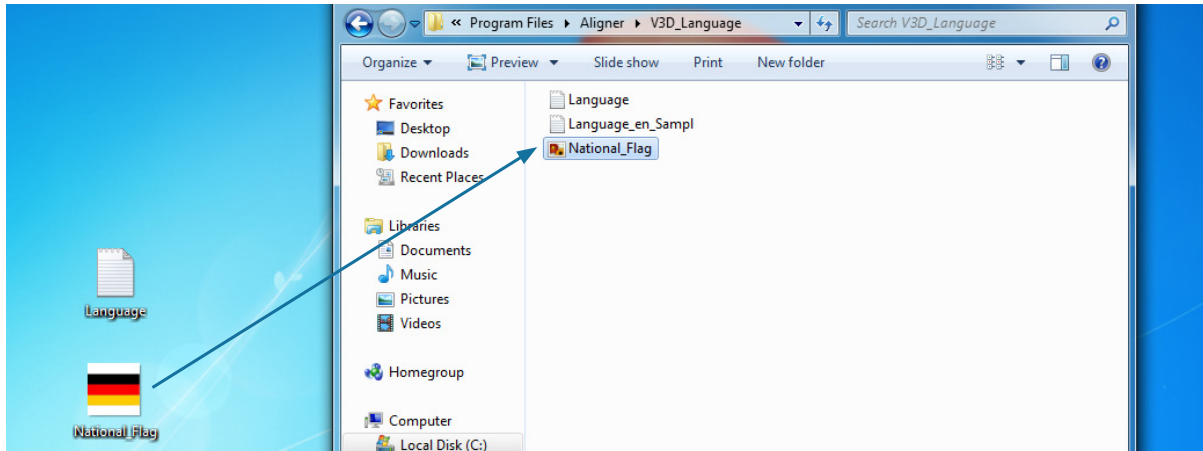 « Program Files ▸ Aligner ▸ V3D_Language
Search V3D_Language
Organize Preview Slide show Print New folder
Favorites
Desktop
Downloads
Recent Places
Libraries
Documents
Music
Pictures
Videos
Homegroup
Computer
Local Disk (C:)
Language
Language_en_Sampl
National_Flag
Language
National_Flag